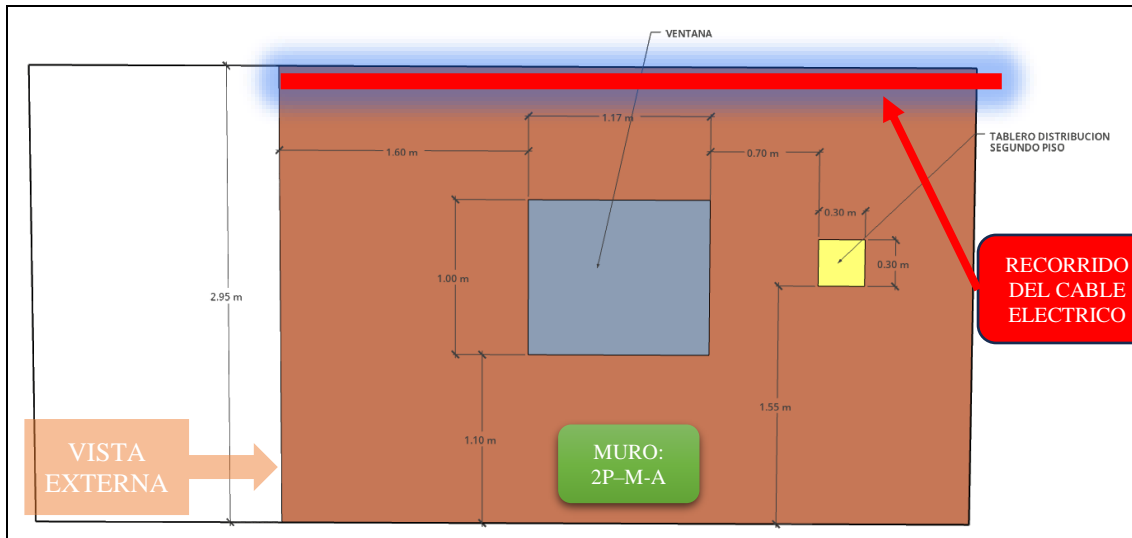 VENTANA
1.17 m
TABLERO DISTRIBUCION
SEGUNDO PISO
1.60 m
0.70 m
0.30 m
1.00 m
0.30 m
RECORRIDO
DEL CABLE
ELECTRICO
2.95 m
1.55 m
1.10 m
VISTA
EXTERNA
MURO:
2P–M-A